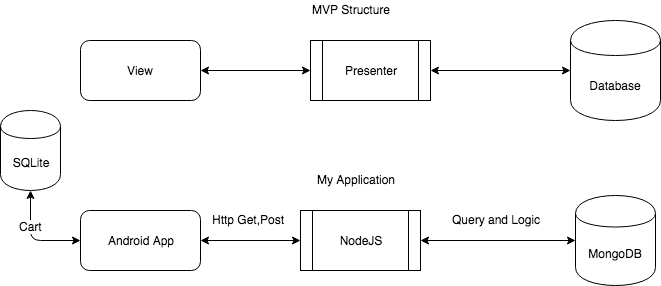 MVP Structure
View
Presenter
Database
SQLite
My Application
Cart
Android App
Http Get,Post
NodeJS
Query and Logic
MongoDB